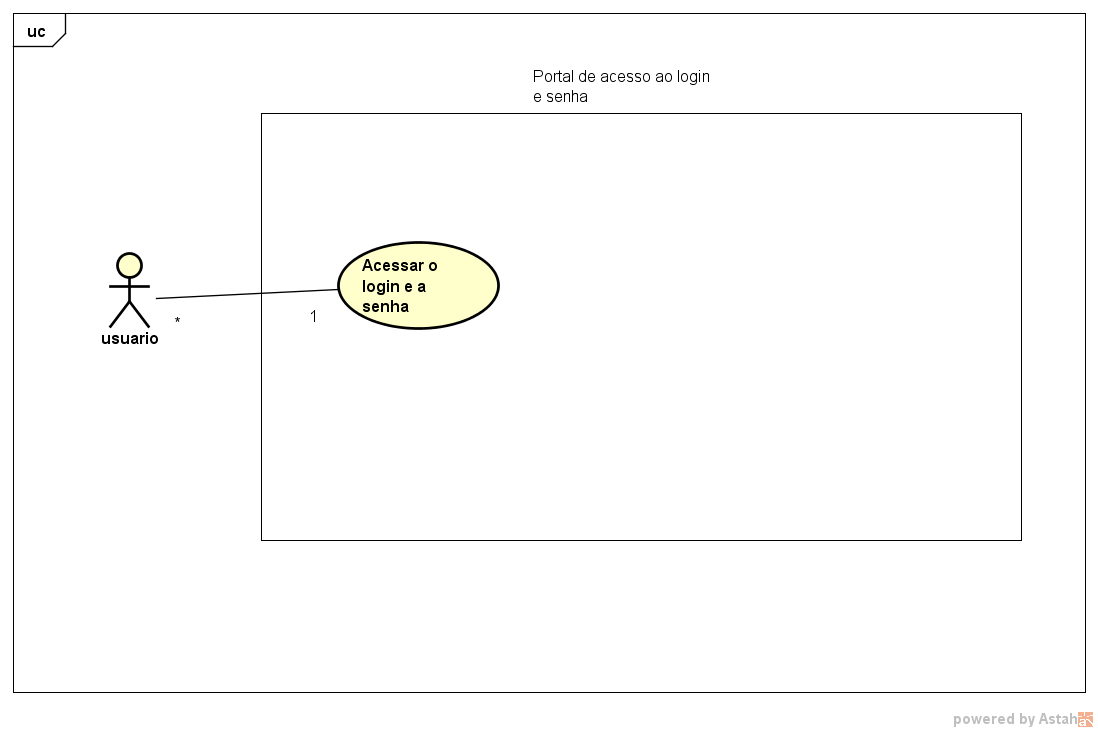 uc
Portal de acesso ao login
e senha
Acessar o
login e a
senha
*
1
usuario
powered by Astah